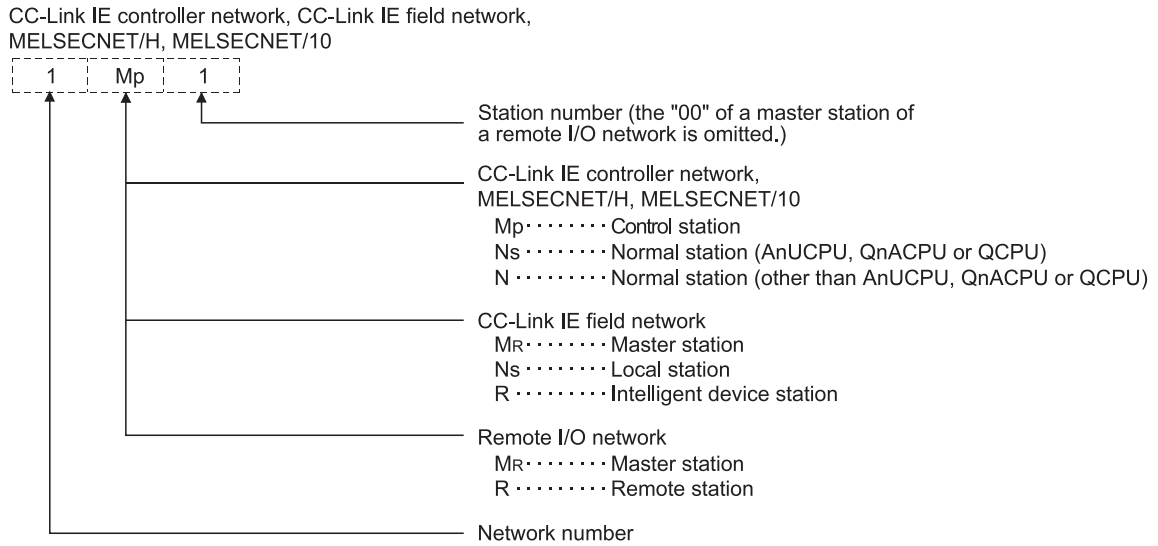 CC-Link IE controller network, CC-Link IE field network,
MELSECNET/H, MELSECNET/10
1 Mp 1
Station number (the "00" of a master station of
a remote I/O network is omitted.)
CC-Link IE controller network,
MELSECNET/H, MELSECNET/10
Mp········Control station
Ns········Normal station (AnUCPU, QnACPU or QCPU)
N·········Normal station (other than AnUCPU, QnACPU or QCPU)
CC-Link IE field network
MR········Master station
Ns········Local station
R·········Intelligent device station
Remote I/O network
MR········Master station
R·········Remote station
Network number